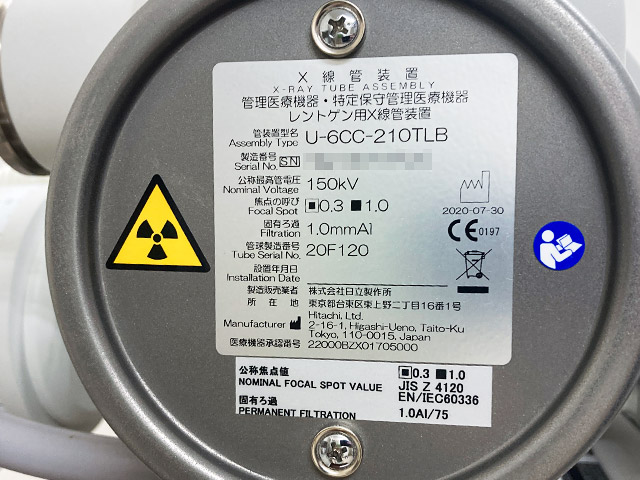 X 線管装置
X-RAY TUBE ASSEMBLY
管理医療機器・特定保守管理医療機器
レントゲン用X線管装置
管装置型名 U-6CC-210TLB
Assembly Type
製造番号 SN
Serial No.
公称最高管電圧 150kV
Nominal Voltage
焦点の呼び 0.3 1.0
Focal Spot
2020-07-30
固有ろ過 1.0mmAl
Filtration
CE 0197
管球製造番号 20F120
Tube Serial No.
設置年月日
Installation Date
製造販売業者 株式会社日立製作所
所在地 東京都台東区東上野二丁目16番1号
Manufacturer Hitachi, Ltd.
2-16-1, Higashi-Ueno, Taito-Ku
Tokyo, 110-0015, Japan
医療機器承認番号 22000BZX01705000
公称焦点値 0.3 1.0
NOMINAL FOCAL SPOT VALUE JIS Z 4120
EN/IEC60336
固有ろ過
PERMANENT FILTRATION 1.0Al/75